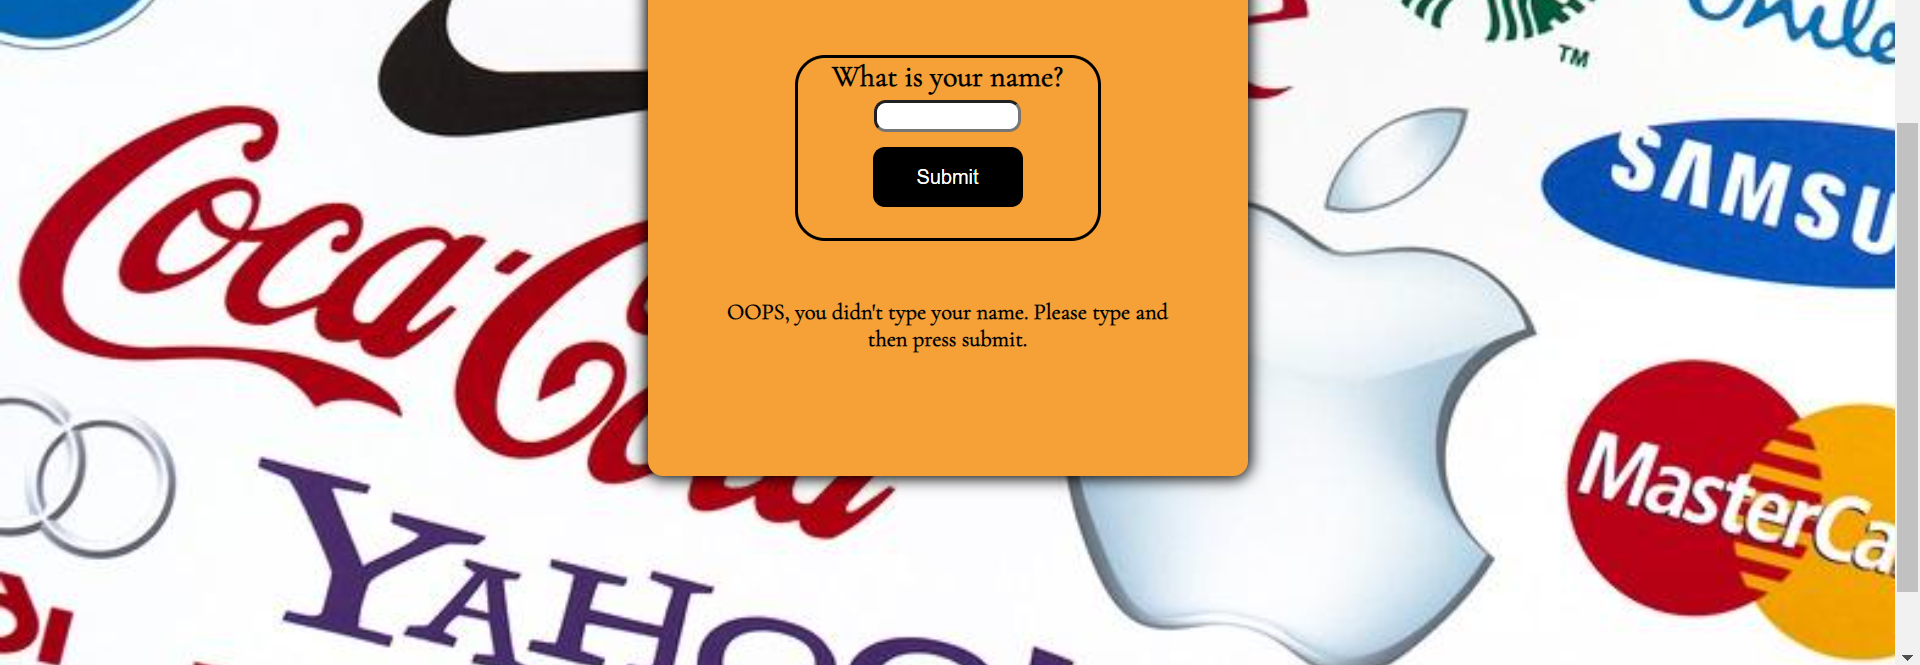 What is your name?
Submit
OOPS, you didn't type your name. Please type and
then press submit.
TM
SAMSU
Coca-Cola
MasterCa
YAHOO!